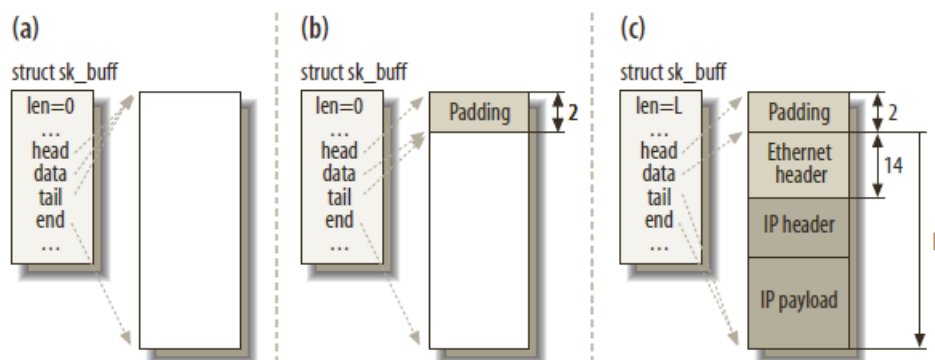 (a)
struct sk_buff
len=0
...
head
data
tail
end
...
(b)
struct sk_buff
len=0
...
head
data
tail
end
...
Padding
2
(c)
struct sk_buff
len=L
...
head
data
tail
end
...
Padding
2
Ethernet
header
14
IP header
IP payload